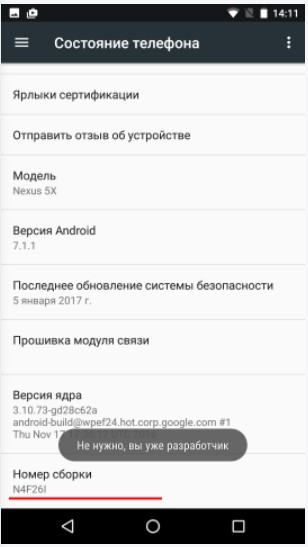 14:11
Состояние телефона
Ярлыки сертификации
Отправить отзыв об устройстве
Модель
Nexus 5X
Версия Android
7.1.1
Последнее обновление системы безопасности
5 января 2017 г.
Прошивка модуля связи
Версия ядра
3.10.73-gd28c62a
android-build@wpef24.hot.corp.google.com #1
Thu Nov 17
Не нужно, вы уже разработчик
Номер сборки
N4F26I